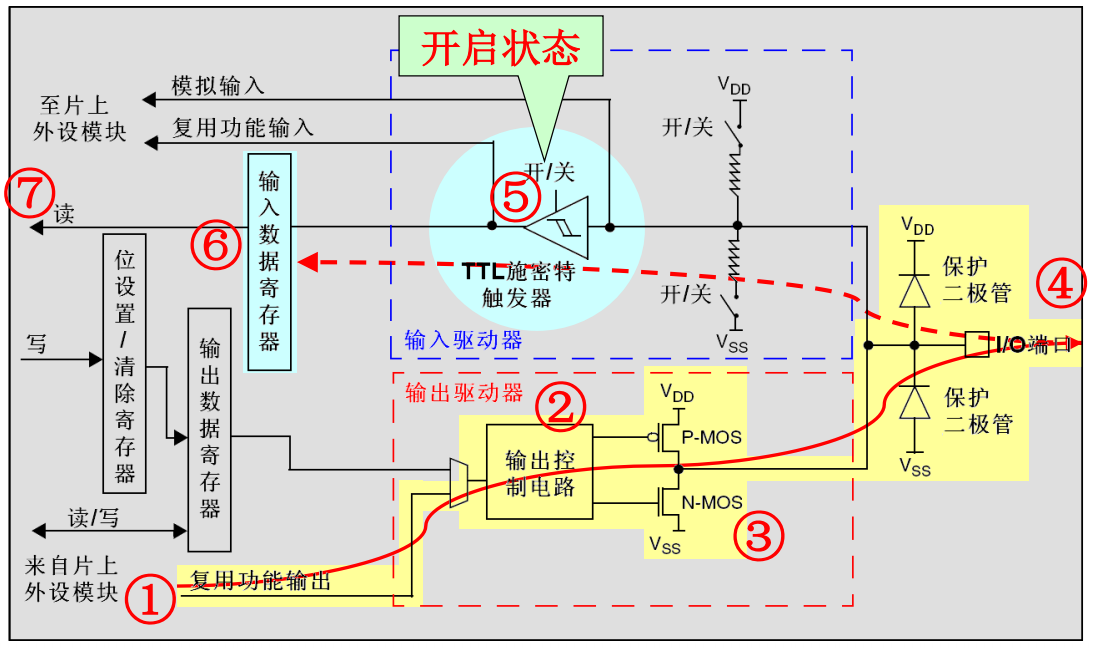 开启状态
模拟输入
至片上
外设模块
复用功能输入
VDD
开/关
开/关
⑤
⑦
读
⑥
输入数据寄存器
TTL施密特
触发器
开/关
VSS
输入驱动器
VDD
保护
二极管
④
I/O端口
保护
二极管
VSS
位设置/清除寄存器
写
输出数据寄存器
输出驱动器
②
VDD
P-MOS
输出控
制电路
N-MOS
VSS
③
读/写
来自片上
外设模块
①
复用功能输出